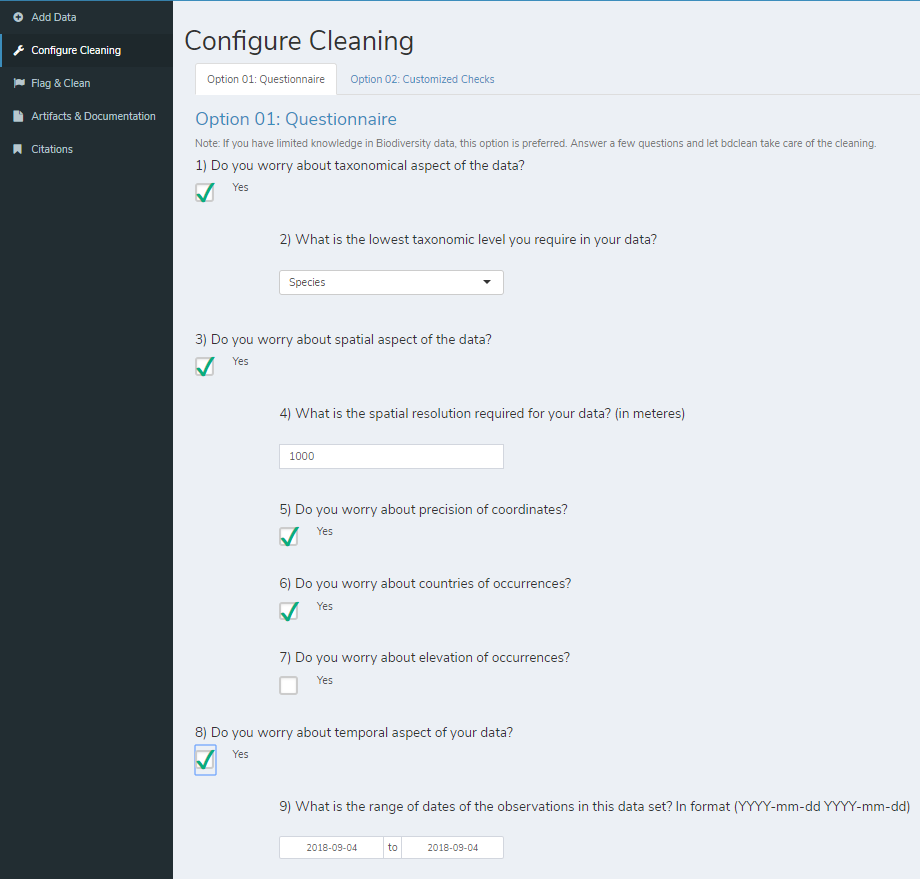 Add Data
Configure Cleaning
Flag & Clean
Artifacts & Documentation
Citations
Configure Cleaning
Option 01: Questionnaire
Option 02: Customized Checks
Option 01: Questionnaire
Note: If you have limited knowledge in Biodiversity data, this option is preferred. Answer a few questions and let bdclean take care of the cleaning.
1) Do you worry about taxonomical aspect of the data?
Yes
2) What is the lowest taxonomic level you require in your data?
Species
3) Do you worry about spatial aspect of the data?
Yes
4) What is the spatial resolution required for your data? (in meteres)
1000
5) Do you worry about precision of coordinates?
Yes
6) Do you worry about countries of occurrences?
Yes
7) Do you worry about elevation of occurrences?
Yes
8) Do you worry about temporal aspect of your data?
Yes
9) What is the range of dates of the observations in this data set? In format (YYYY-mm-dd YYYY-mm-dd)
2018-09-04 to 2018-09-04